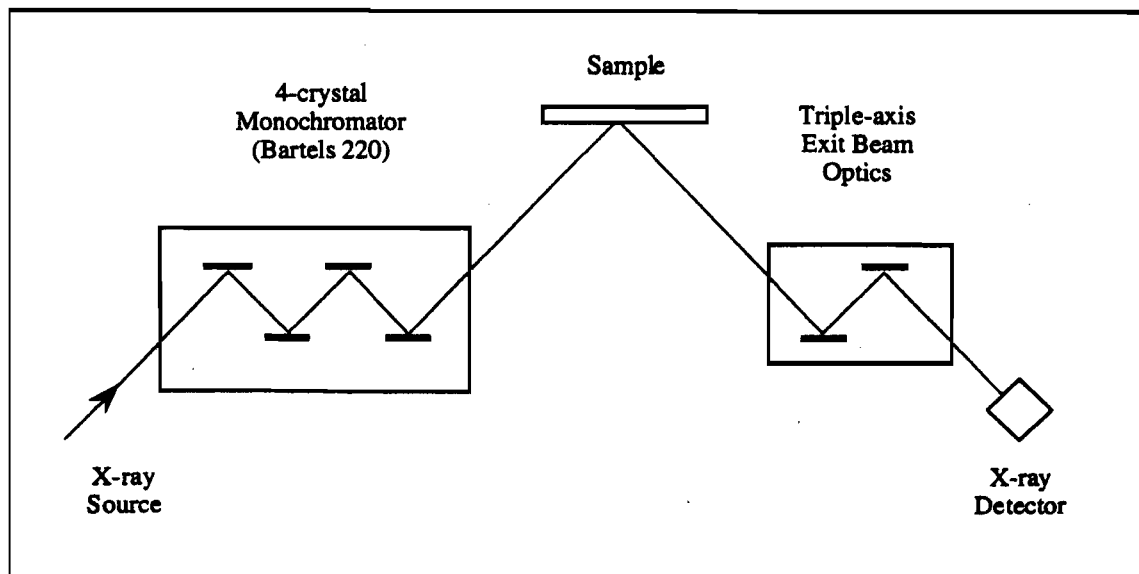 Sample
4-crystal
Monochromator
(Bartels 220)
Triple-axis
Exit Beam
Optics
X-ray
Source
X-ray
Detector